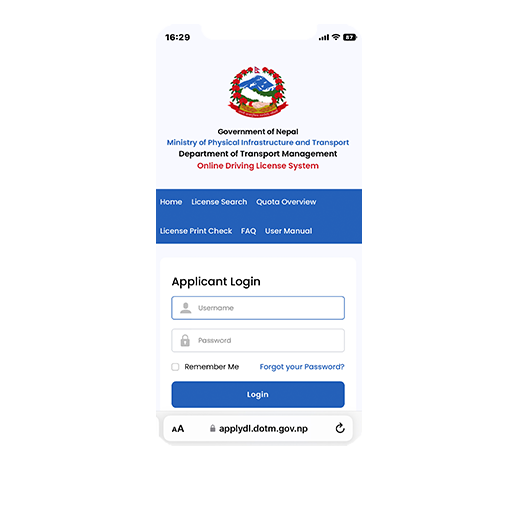 16:29
87
Government of Nepal
Ministry of Physical Infrastructure and Transport
Department of Transport Management
Online Driving License System
Home License Search Quota Overview
License Print Check FAQ User Manual
Applicant Login
Username
Password
Remember Me Forgot your Password?
Login
AA applydl.dotm.gov.np